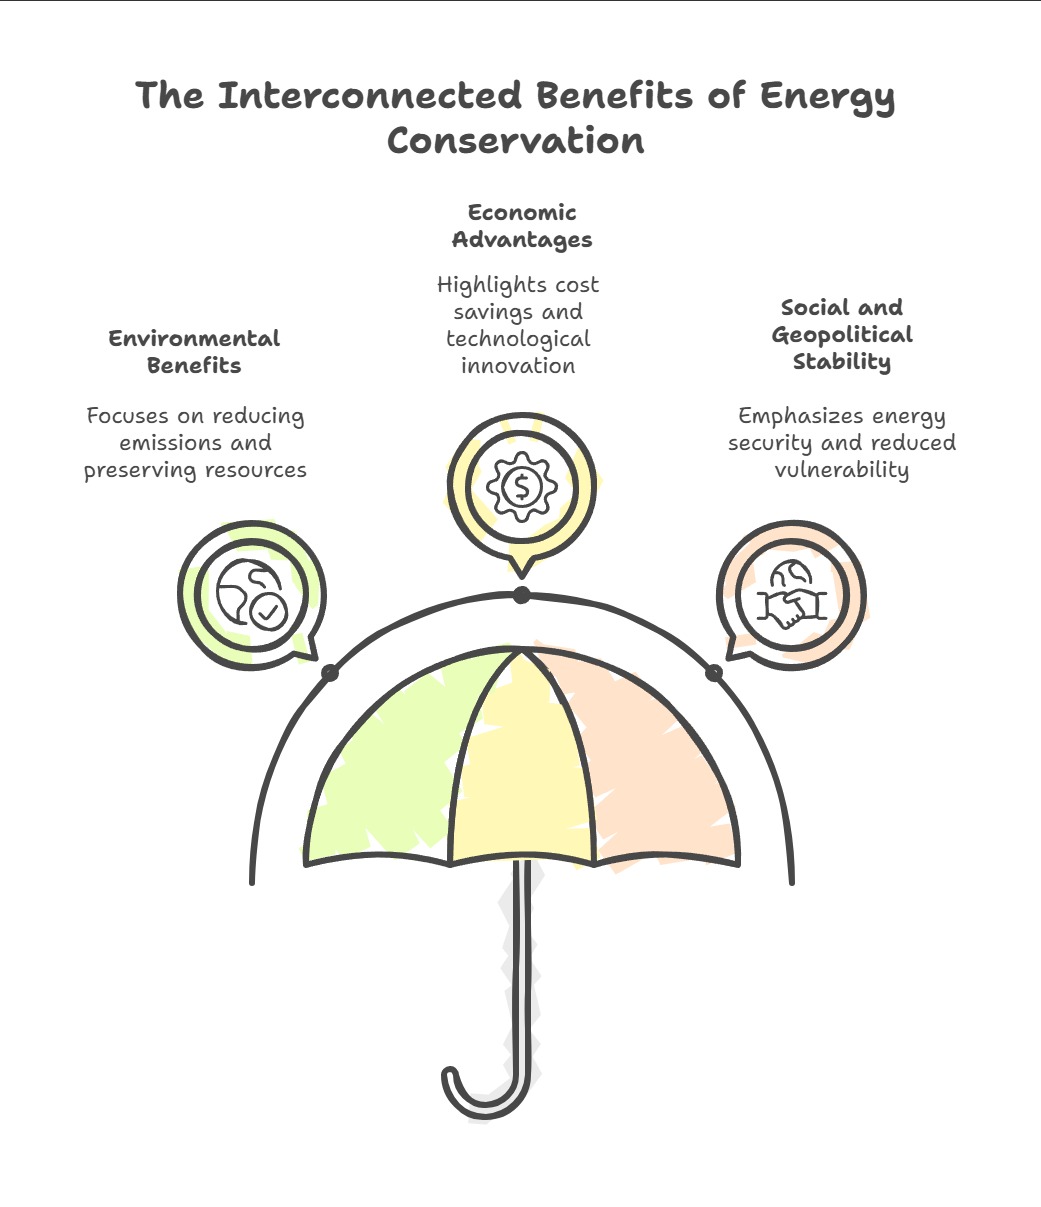 The Interconnected Benefits of Energy
Conservation
Economic
Advantages
Highlights cost
savings and
technological
innovation
Environmental
Benefits
Focuses on reducing
emissions and
preserving resources
Social and
Geopolitical
Stability
Emphasizes energy
security and reduced
vulnerability
$